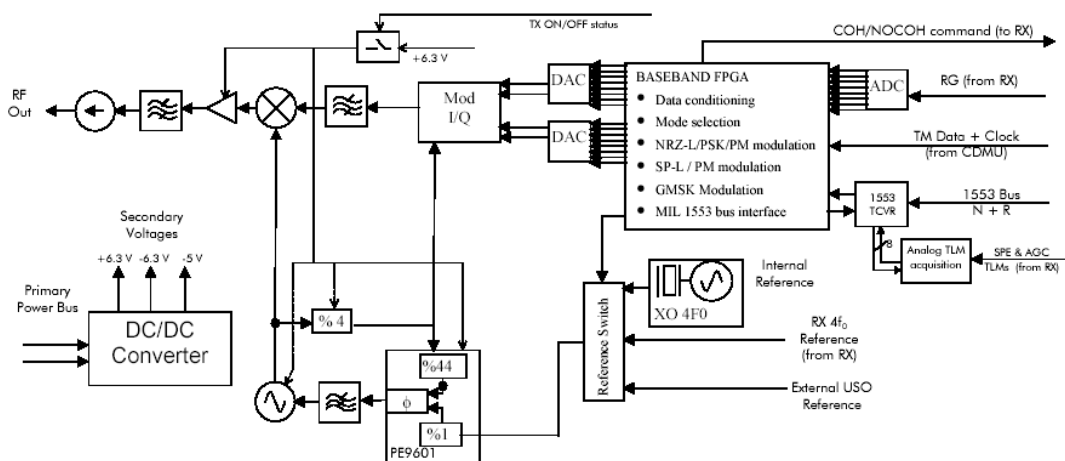 TX ON/OFF status
COH/NOCOH command (to RX)
+6.3 V
RF
Out
Mod
I/Q
DAC
DAC
BASEBAND FPGA
• Data conditioning
• Mode selection
• NRZ-L/PSK/PM modulation
• SP-L / PM modulation
• GMSK Modulation
• MIL 1553 bus interface
ADC
RG (from RX)
TM Data + Clock
(from CDMU)
1553
TCVR
1553 Bus
N + R
8
Analog TLM
acquisition
SPE & AGC
TLMs (from RX)
Secondary
Voltages
+6.3 V
-6.3 V
-5 V
Primary
Power Bus
DC/DC
Converter
% 4
%44
ϕ
%1
PE9601
Reference Switch
Internal
Reference
XO 4F0
RX 4f₀
Reference
(from RX)
External USO
Reference